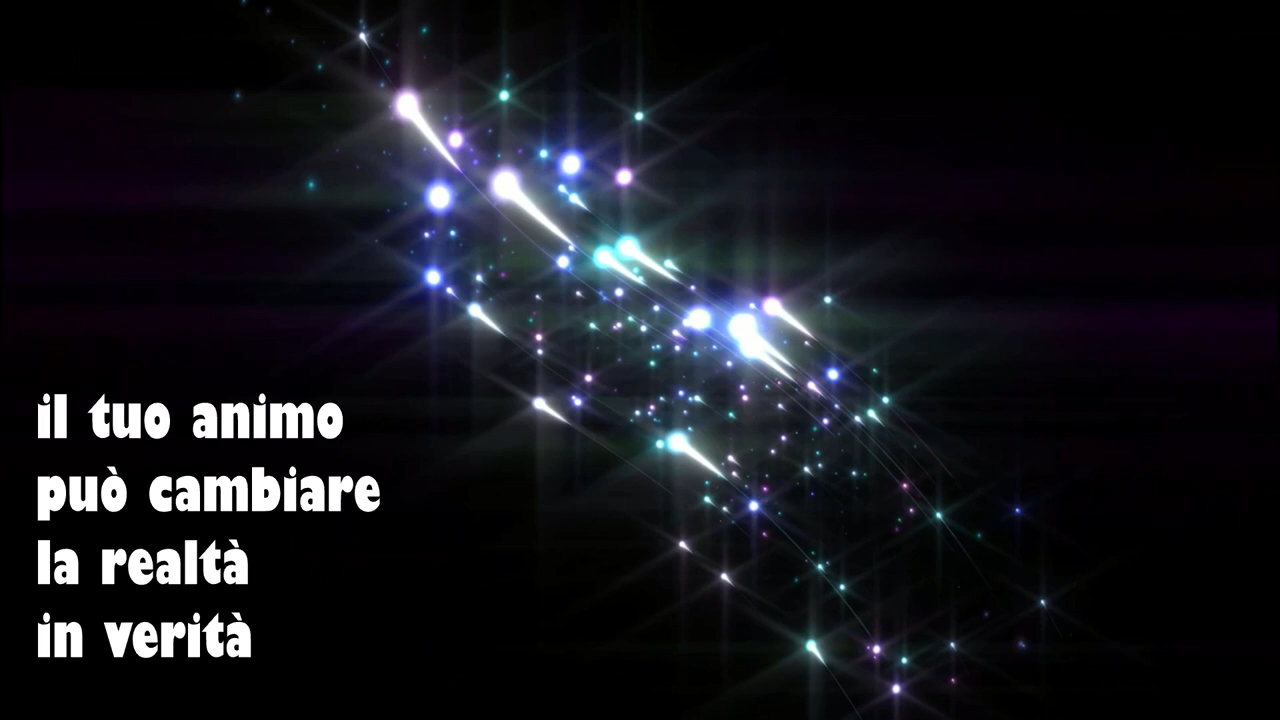 il tuo animo
può cambiare
la realtà
in verità